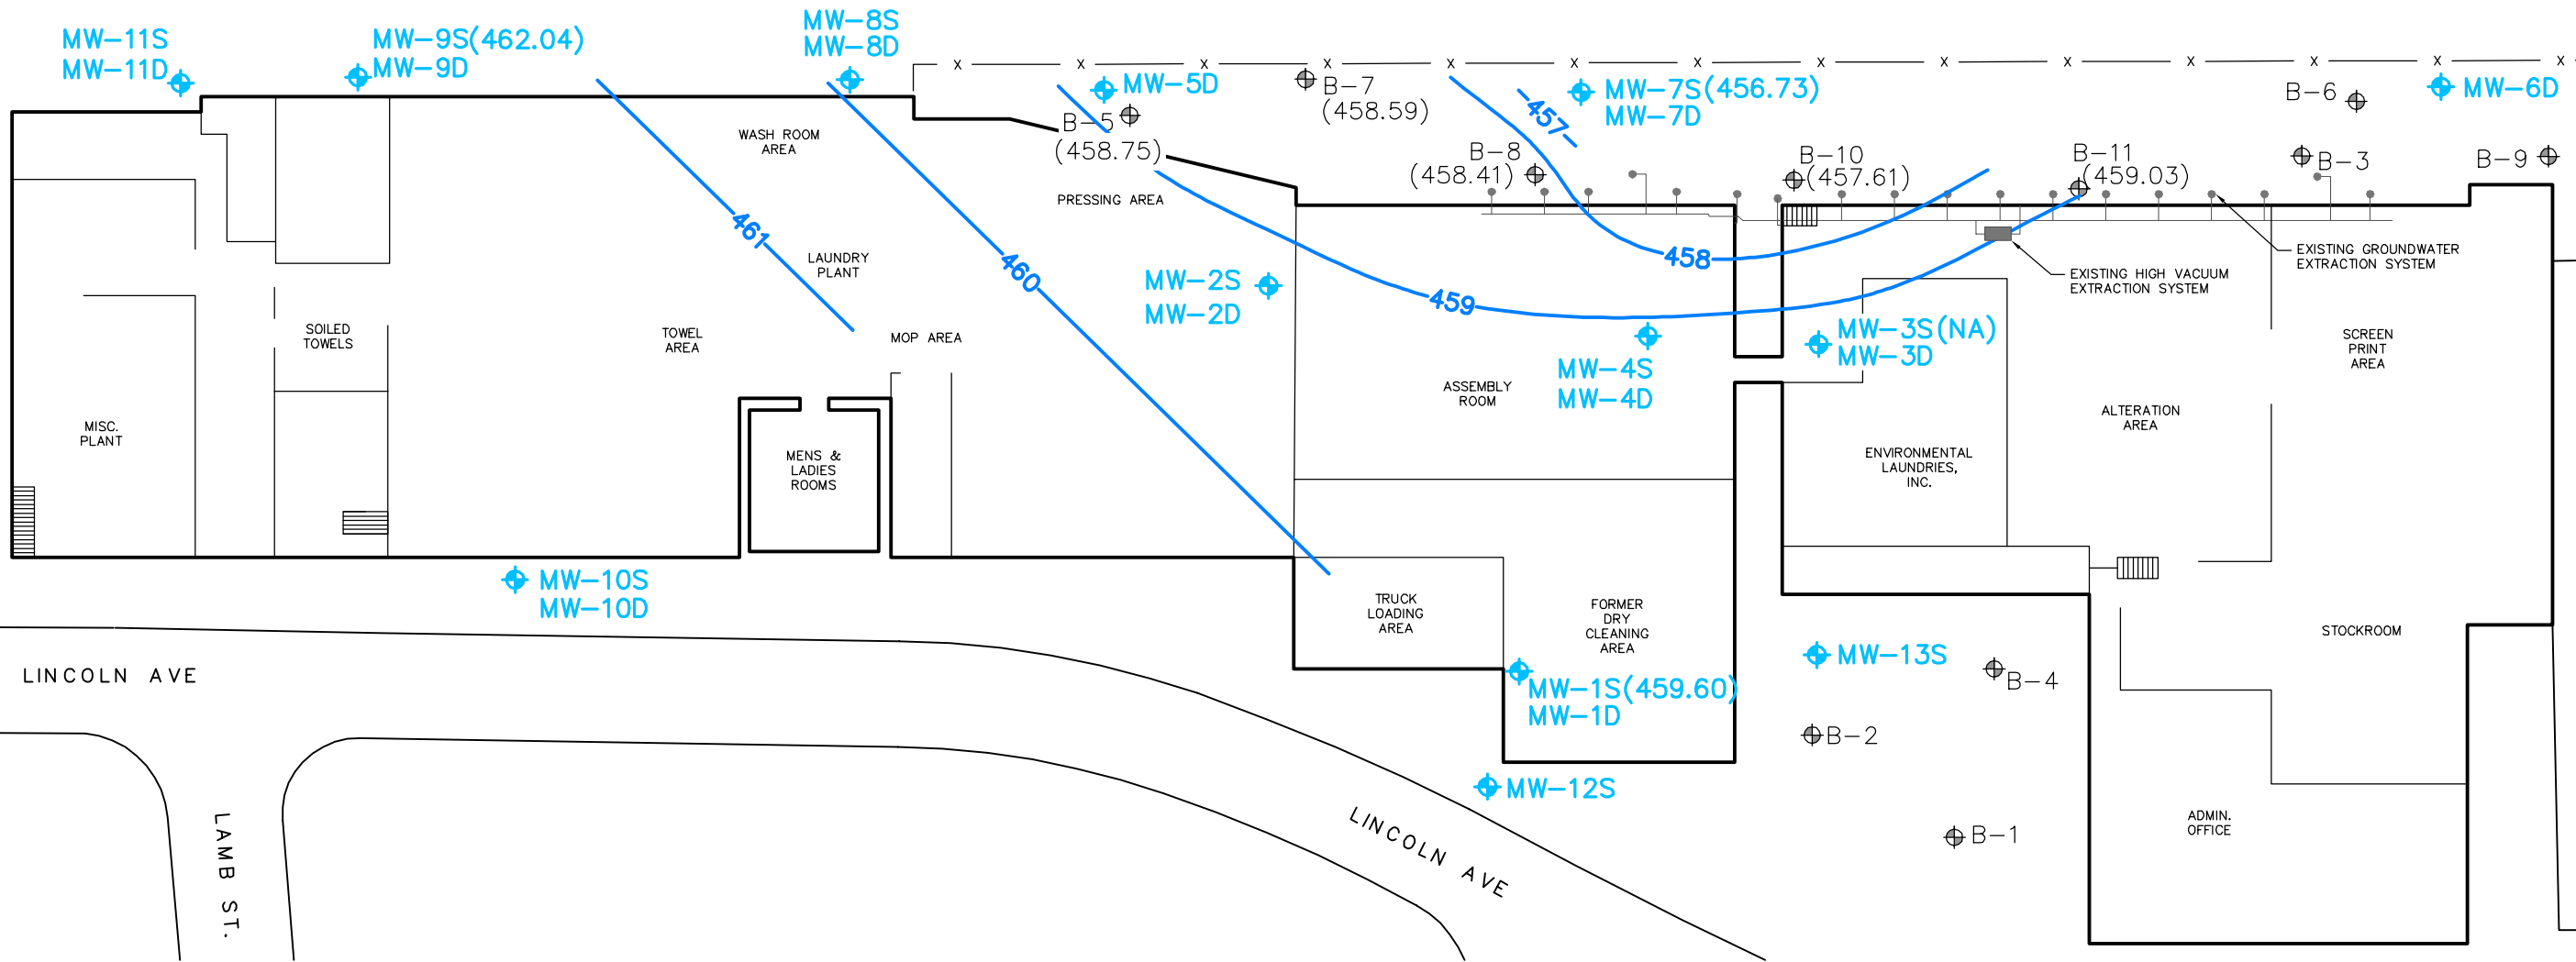 MW-11S
MW-11D
MW-9S(462.04)
MW-9D
MW-8S
MW-8D
MW-5D
B-5
(458.75)
B-7
(458.59)
MW-7S(456.73)
MW-7D
B-6
MW-6D
457
B-8
(458.41)
B-10
(457.61)
B-11
(459.03)
B-3
B-9
WASH ROOM
AREA
PRESSING AREA
461
LAUNDRY
PLANT
460
MW-2S
MW-2D
458
459
EXISTING HIGH VACUUM
EXTRACTION SYSTEM
EXISTING GROUNDWATER
EXTRACTION SYSTEM
SOILED
TOWELS
TOWEL
AREA
MOP AREA
MW-4S
MW-4D
MW-3S(NA)
MW-3D
SCREEN
PRINT
AREA
ASSEMBLY
ROOM
ALTERATION
AREA
MISC.
PLANT
MENS &
LADIES
ROOMS
ENVIRONMENTAL
LAUNDRIES,
INC.
MW-10S
MW-10D
TRUCK
LOADING
AREA
FORMER
DRY
CLEANING
AREA
STOCKROOM
LINCOLN AVE
MW-1S(459.60)
MW-1D
MW-13S
B-4
B-2
MW-12S
B-1
ADMIN.
OFFICE
LAMB ST.
LINCOLN AVE
X X X X X X X X X X X X X X